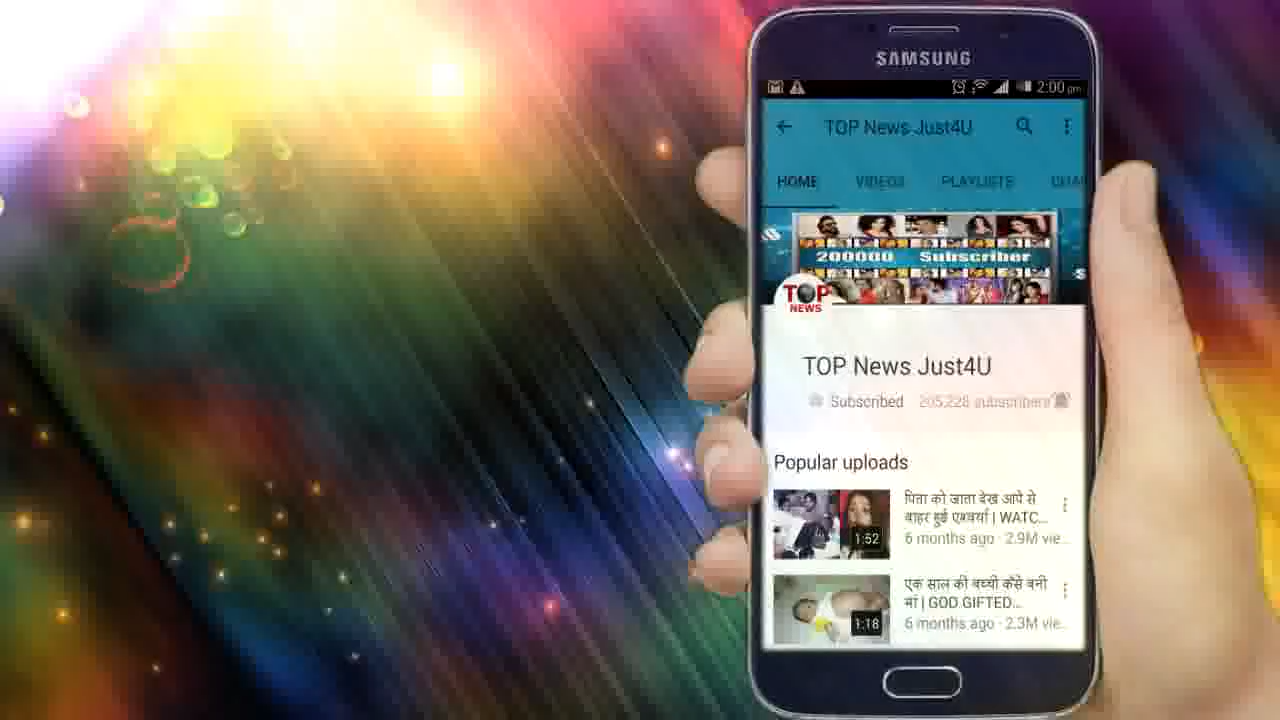 SAMSUNG
2:00 pm
TOP News Just4U
HOME VIDEOS PLAYLISTS CHA
200000 Subscriber
TOP
NEWS
TOP News Just4U
Subscribed 205,228 subscribers
Popular uploads
पिता को जाता देख आपे से
बाहर हुई एश्वर्या | WATC...
6 months ago · 2.9M vie...
1:52
एक साल की बच्ची कैसे बनी
मां | GOD GIFTED...
6 months ago · 2.3M vie...
1:18